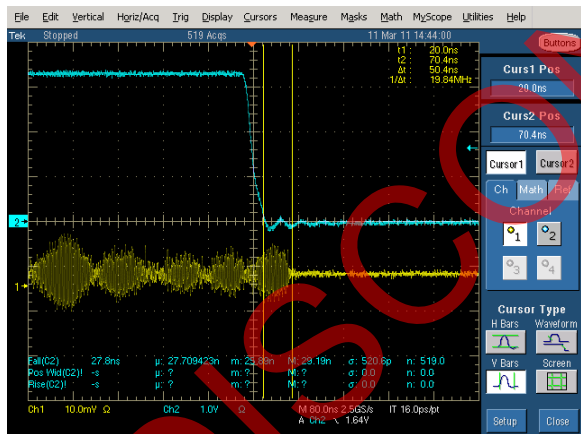 File Edit Vertical Horiz/Acq Trig Display Cursors Measure Masks Math MyScope Utilities Help
Tek Stopped 519 Acqs 11 Mar 11 14:44:00
Buttons
t1 : 20.0ns
t2 : 70.4ns
Δt : 50.4ns
1/Δt : 19.84MHz
Curs1 Pos
20.0ns
Curs2 Pos
70.4ns
Cursor1 Cursor2
Ch Math Ref
Channel
1 2
3 4
2
1
Cursor Type
H Bars Waveform
V Bars Screen
Setup Close
Fall(C2) 27.8ns µ: 27.709423n m: 25.89n M: 29.19n σ: 520.6p n: 519.0
Pos Wid(C2)! -s µ: ? m: ? M: ? σ: 0.0 n: 0.0
Rise(C2)! -s µ: ? m: ? M: ? σ: 0.0 n: 0.0
Ch1 10.0mV Ω Ch2 1.0V Ω M 80.0ns 2.5GS/s IT 16.0ps/pt
A Ch2 \ 1.64V